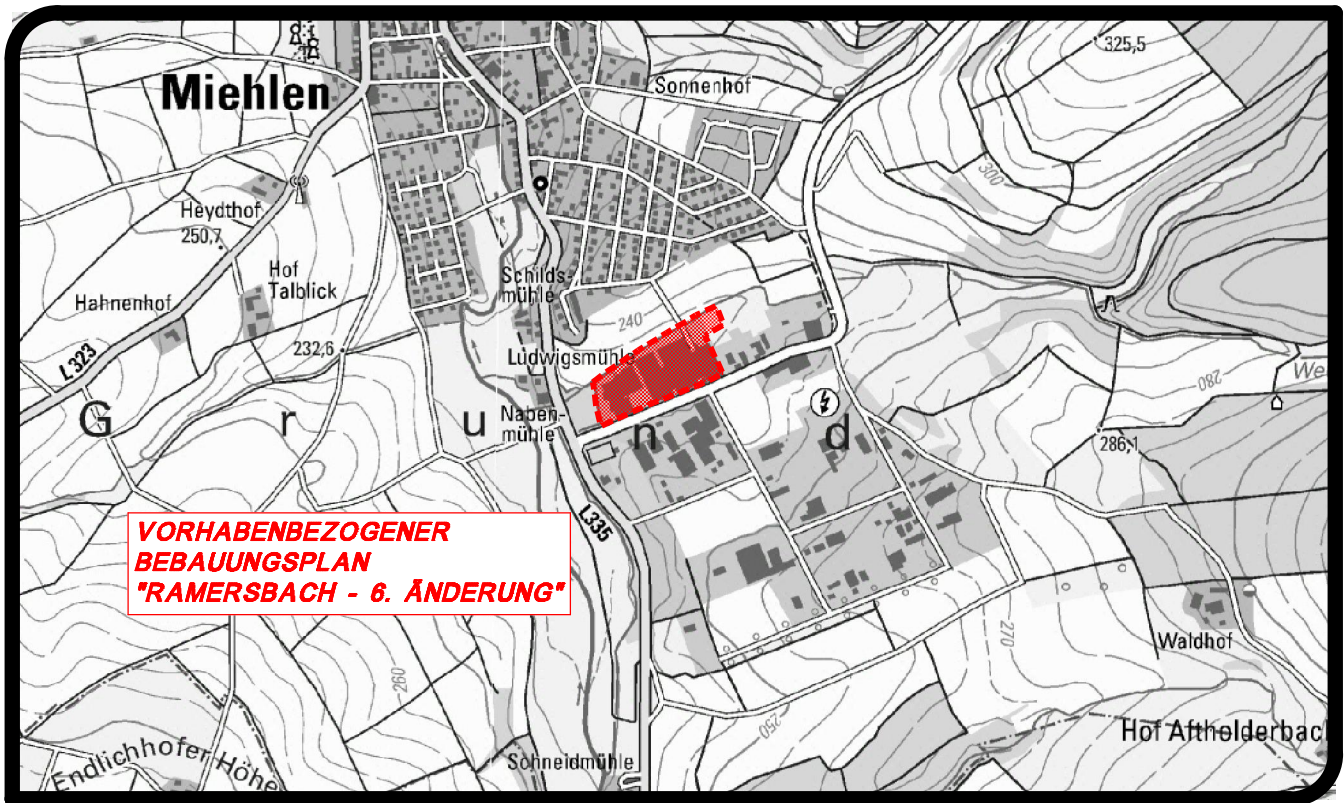 325,5
Miehlen
Sonnenhof
300
Heydthof
250,7
Hof
Talblick
Schilds-
mühle
Hahnenhof
240
232,6
Ludwigsmühle
L323
280
We
G r u n d
Naben-
mühle
286,1
L335
VORHABENBEZOGENER
BEBAUUNGSPLAN
"RAMERSBACH - 6. ÄNDERUNG"
270
Waldhof
260
250
Hof Aftholderbach
Endlichhofer Höhe
Schneidmühle